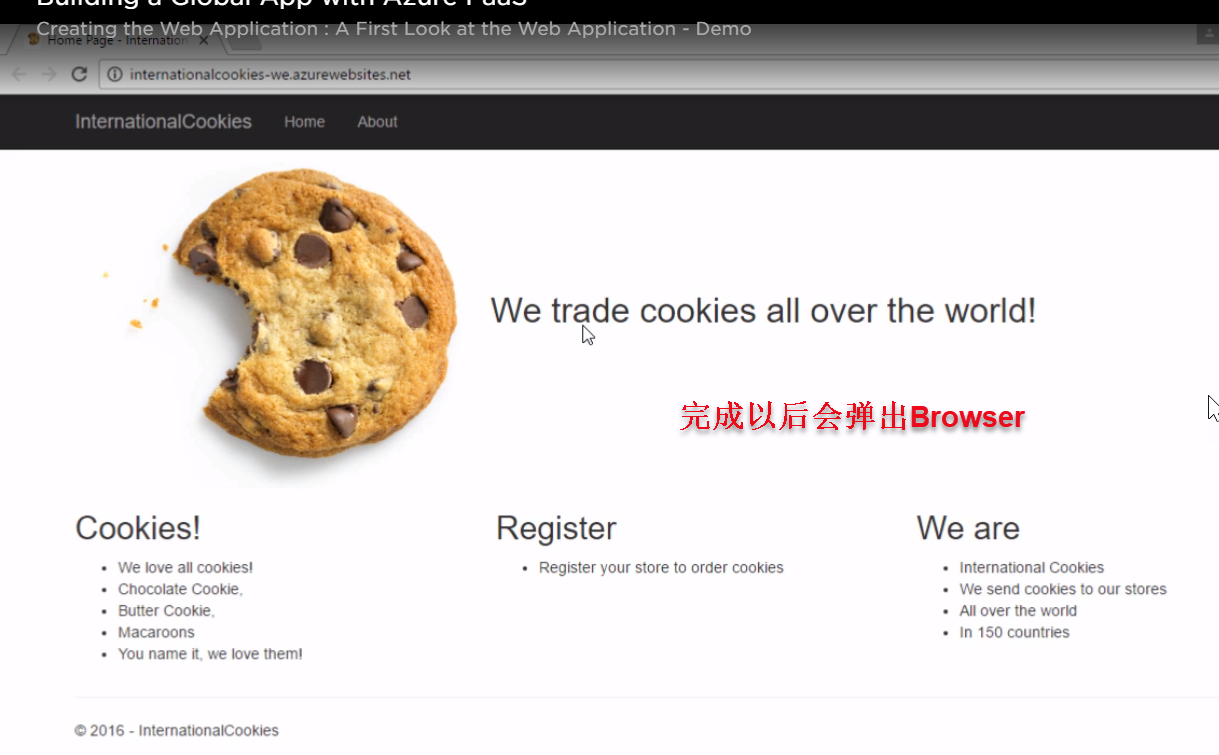 Building a Global App with Azure PaaS
Creating the Web Application : A First Look at the Web Application - Demo
Home Page - Internation
internationalcookies-we.azurewebsites.net
InternationalCookies Home About
We trade cookies all over the world!
完成以后会弹出Browser
Cookies!
We love all cookies!
Chocolate Cookie,
Butter Cookie,
Macaroons
You name it, we love them!
Register
Register your store to order cookies
We are
International Cookies
We send cookies to our stores
All over the world
In 150 countries
© 2016 - InternationalCookies